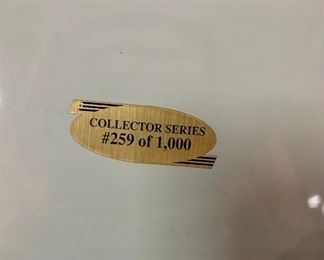 COLLECTOR SERIES
#259 of 1,000